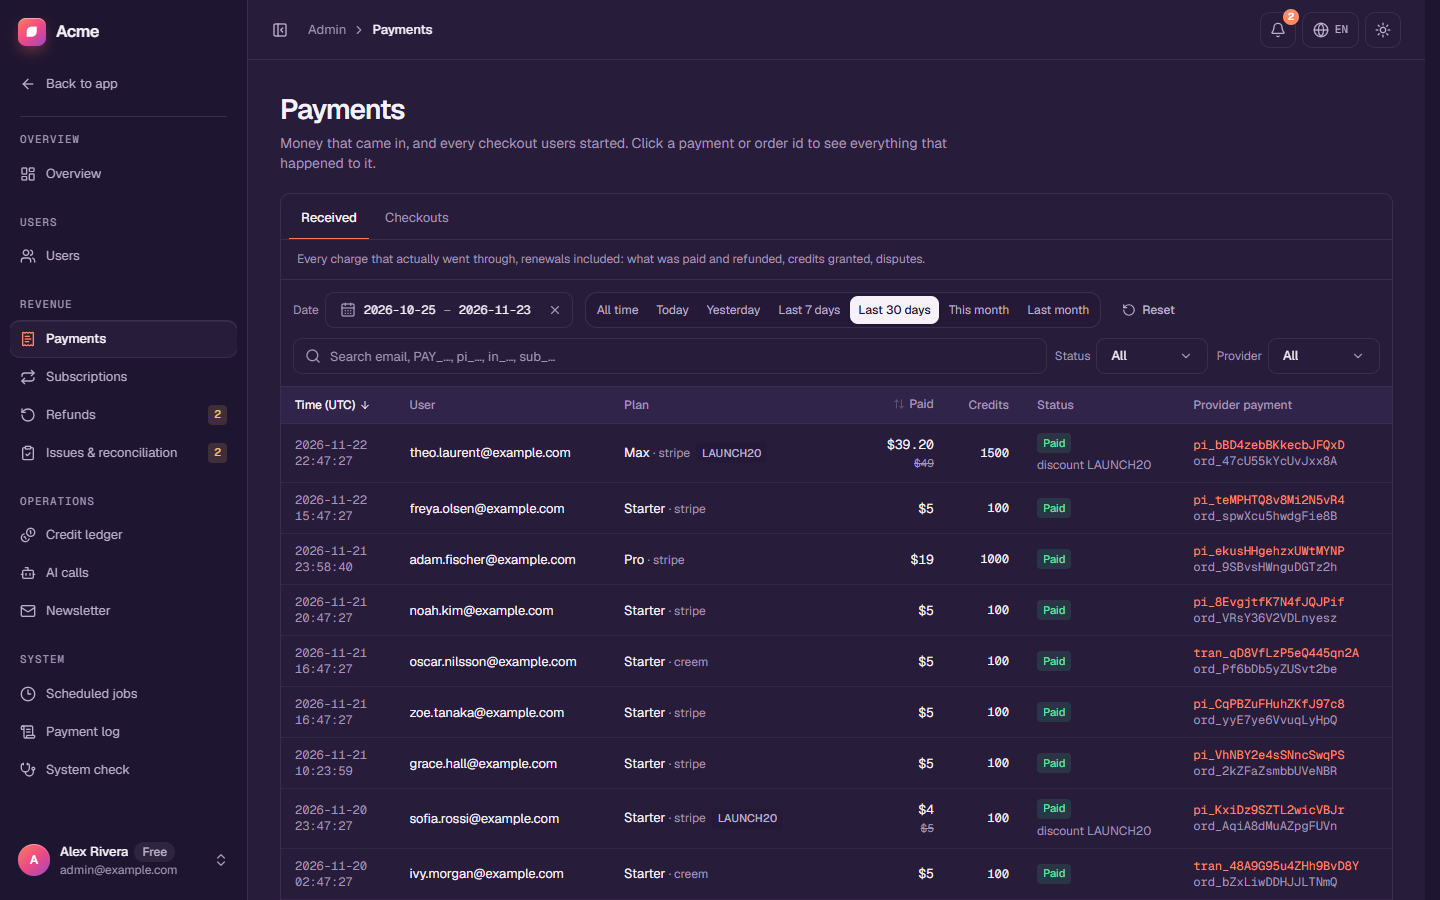 Acme
Back to app
OVERVIEW
Overview
USERS
Users
REVENUE
Payments
Subscriptions
Refunds 2
Issues & reconciliation 2
OPERATIONS
Credit ledger
AI calls
Newsletter
SYSTEM
Scheduled jobs
Payment log
System check
A Alex Rivera Free
admin@example.com
Admin > Payments
2 EN
Payments
Money that came in, and every checkout users started. Click a payment or order id to see everything that
happened to it.
Received Checkouts
Every charge that actually went through, renewals included: what was paid and refunded, credits granted, disputes.
Date 2026-10-25 – 2026-11-23 All time Today Yesterday Last 7 days Last 30 days This month Last month Reset
Search email, PAY_…, pi_…, in_…, sub_… Status All Provider All
Time (UTC) User Plan Paid Credits Status Provider payment
2026-11-22 22:47:27 theo.laurent@example.com Max · stripe LAUNCH20 $39.20 $49 1500 Paid discount LAUNCH20 pi_bBD4zebBKkecbJFQxD ord_47cU55kYcUvJxx8A
2026-11-22 15:47:27 freya.olsen@example.com Starter · stripe $5 100 Paid pi_teMPHTQ8v8Mi2N5vR4 ord_spwXcu5hwdgFie8B
2026-11-21 23:58:40 adam.fischer@example.com Pro · stripe $19 1000 Paid pi_ekusHHgehzxUWtMYNP ord_9SBvsHWnguDGTz2h
2026-11-21 20:47:27 noah.kim@example.com Starter · stripe $5 100 Paid pi_8EvgjtfK7N4fJQJPif ord_VRsY36V2VDLnyesz
2026-11-21 16:47:27 oscar.nilsson@example.com Starter · creem $5 100 Paid tran_qD8VfLzP5eQ445qn2A ord_Pf6bDb5yZUSvt2be
2026-11-21 16:47:27 zoe.tanaka@example.com Starter · stripe $5 100 Paid pi_CqPBZuFHuhZKfJ97c8 ord_yyE7ye6VvuqLyHpQ
2026-11-21 10:23:59 grace.hall@example.com Starter · stripe $5 100 Paid pi_VhNBY2e4sSNncSwqPS ord_2kZFaZsmbbUVeNBR
2026-11-20 23:47:27 sofia.rossi@example.com Starter · stripe LAUNCH20 $4 $5 100 Paid discount LAUNCH20 pi_KxiDz9SZTL2wicVBJr ord_AqiA8dMuAZpgFUVn
2026-11-20 02:47:27 ivy.morgan@example.com Starter · creem $5 100 Paid tran_48A9G95u4ZHh9BvD8Y ord_bZxLiwDDHJJLTNmQ